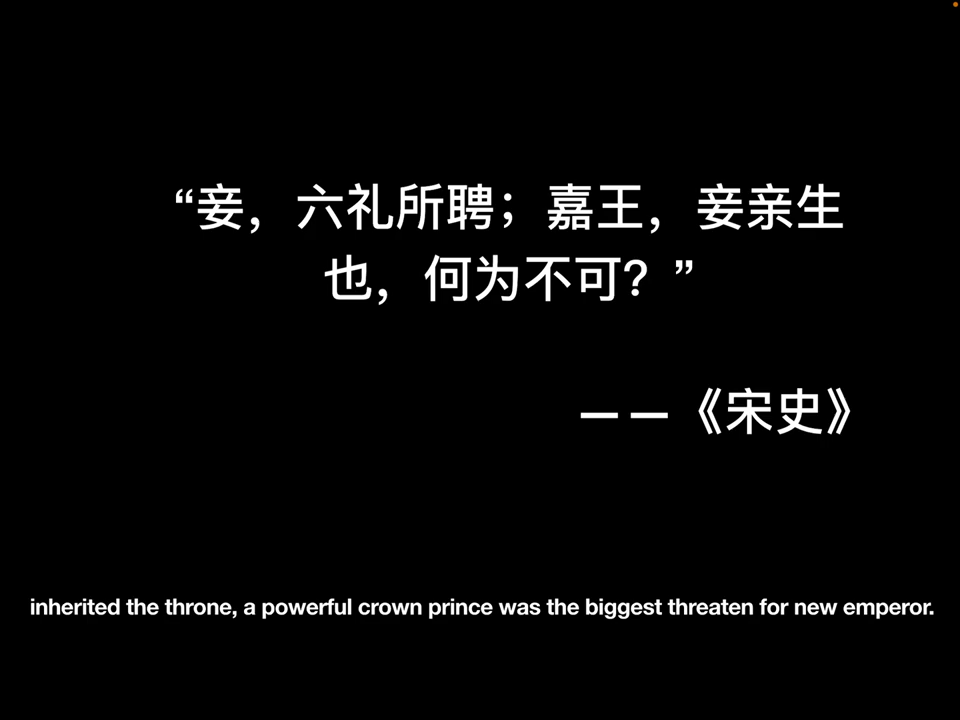 “妾，六礼所聘；嘉王，妾亲生
也，何为不可？”
——《宋史》
inherited the throne, a powerful crown prince was the biggest threaten for new emperor.